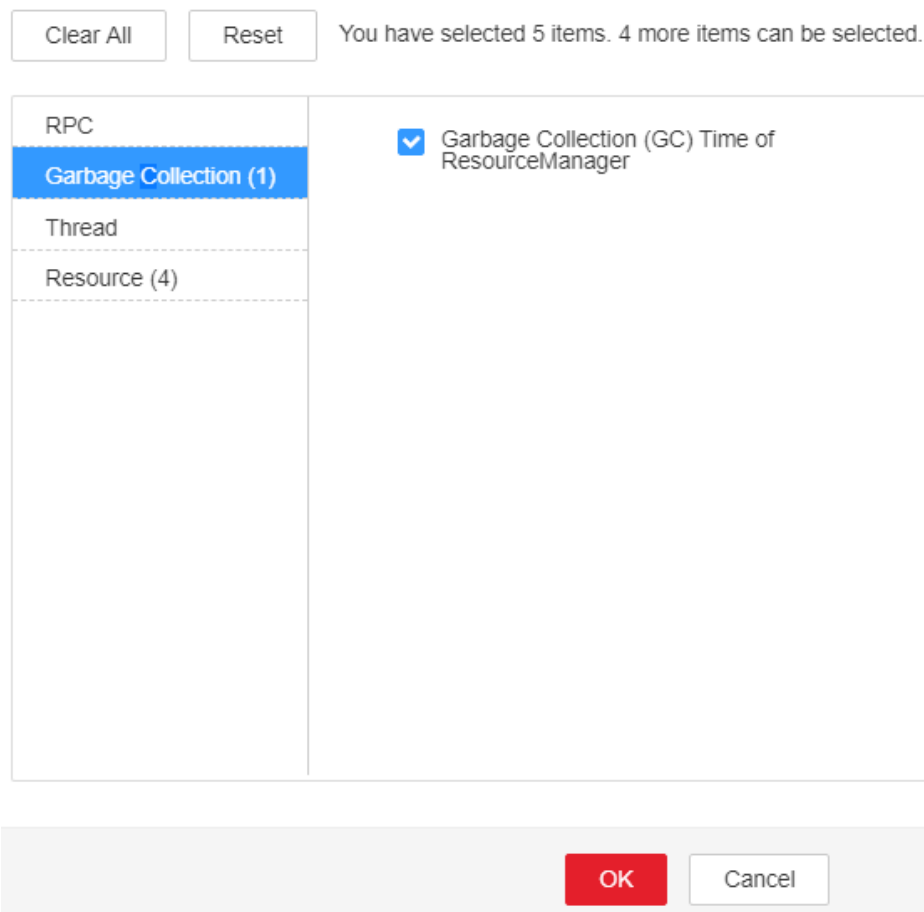 Clear All
Reset
You have selected 5 items. 4 more items can be selected.
RPC
Garbage Collection (1)
Thread
Resource (4)
Garbage Collection (GC) Time of
ResourceManager
OK
Cancel